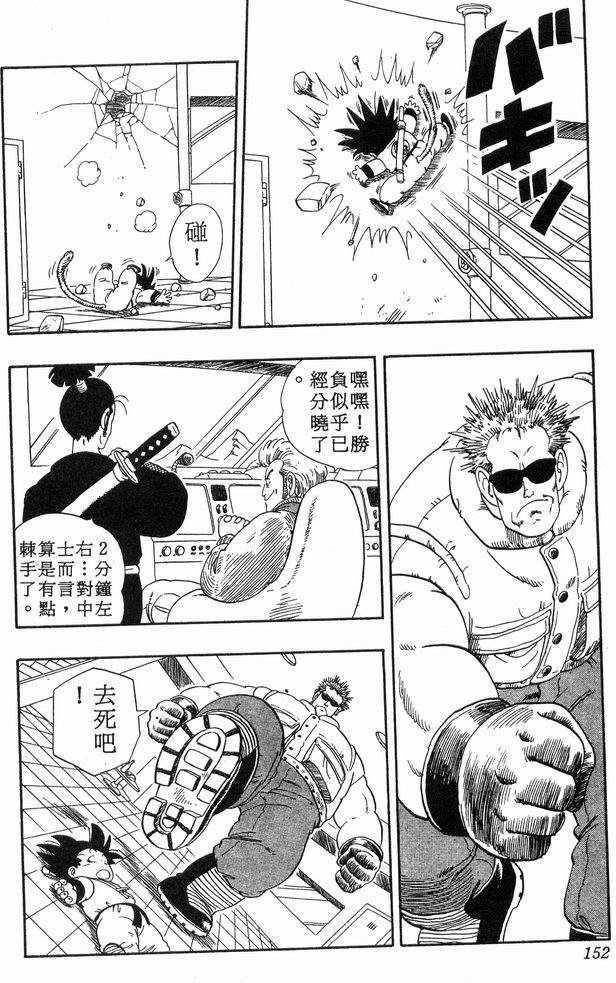 バキッ
碰！
嘿嘿！勝
負似乎已
經分曉了
。
2分鐘左
右…對中
士而言，
算是有點
棘手了。
去死吧
！
152